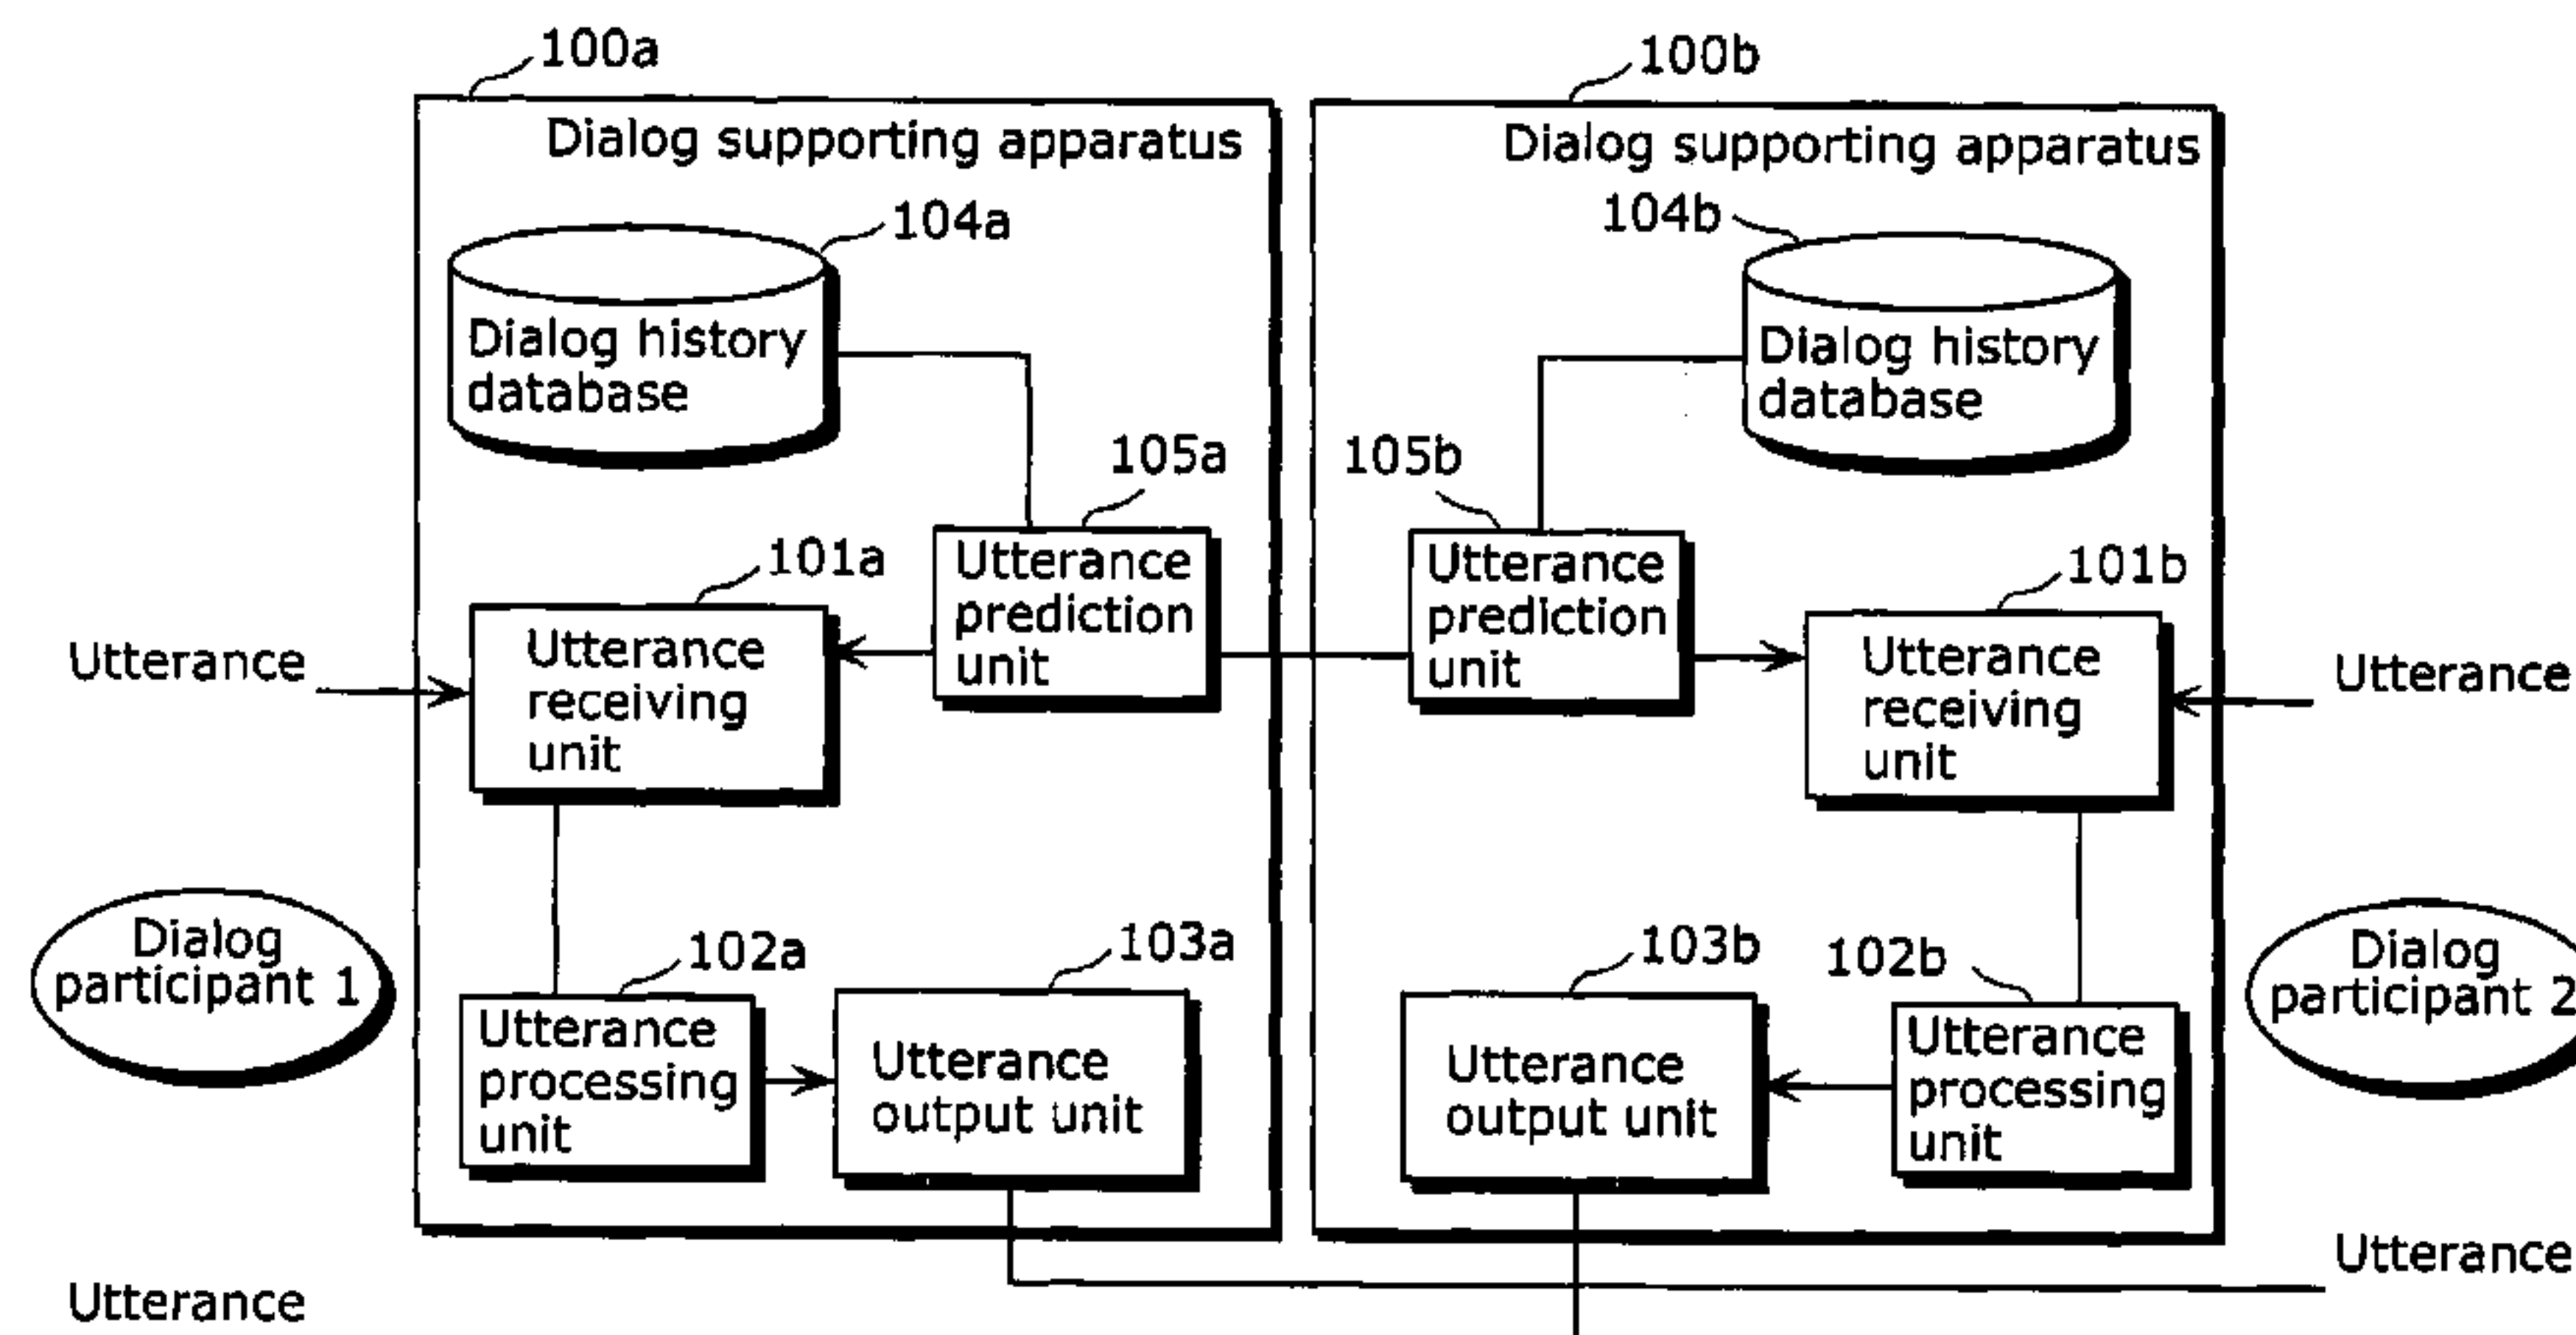 100a
100b
Dialog supporting apparatus
Dialog supporting apparatus
104a
104b
Dialog history
database
Dialog history
database
105a
105b
Utterance
prediction
unit
Utterance
prediction
unit
101a
101b
Utterance
Utterance
receiving
unit
Utterance
receiving
unit
Utterance
Dialog
participant 1
102a
103a
103b
102b
Dialog
participant 2
Utterance
processing
unit
Utterance
output unit
Utterance
output unit
Utterance
processing
unit
Utterance
Utterance